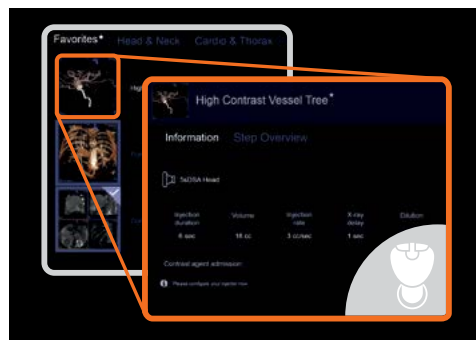 Favorites* Head & Neck Cardio & Thorax
High Contrast Vessel Tree*
Information Step Overview
5sDSA Head
Injection duration Volume Injection rate X-ray delay Dilution
6 sec 18 cc 3 cc/sec 1 sec
Contrast agent admission
Please configure your injector now